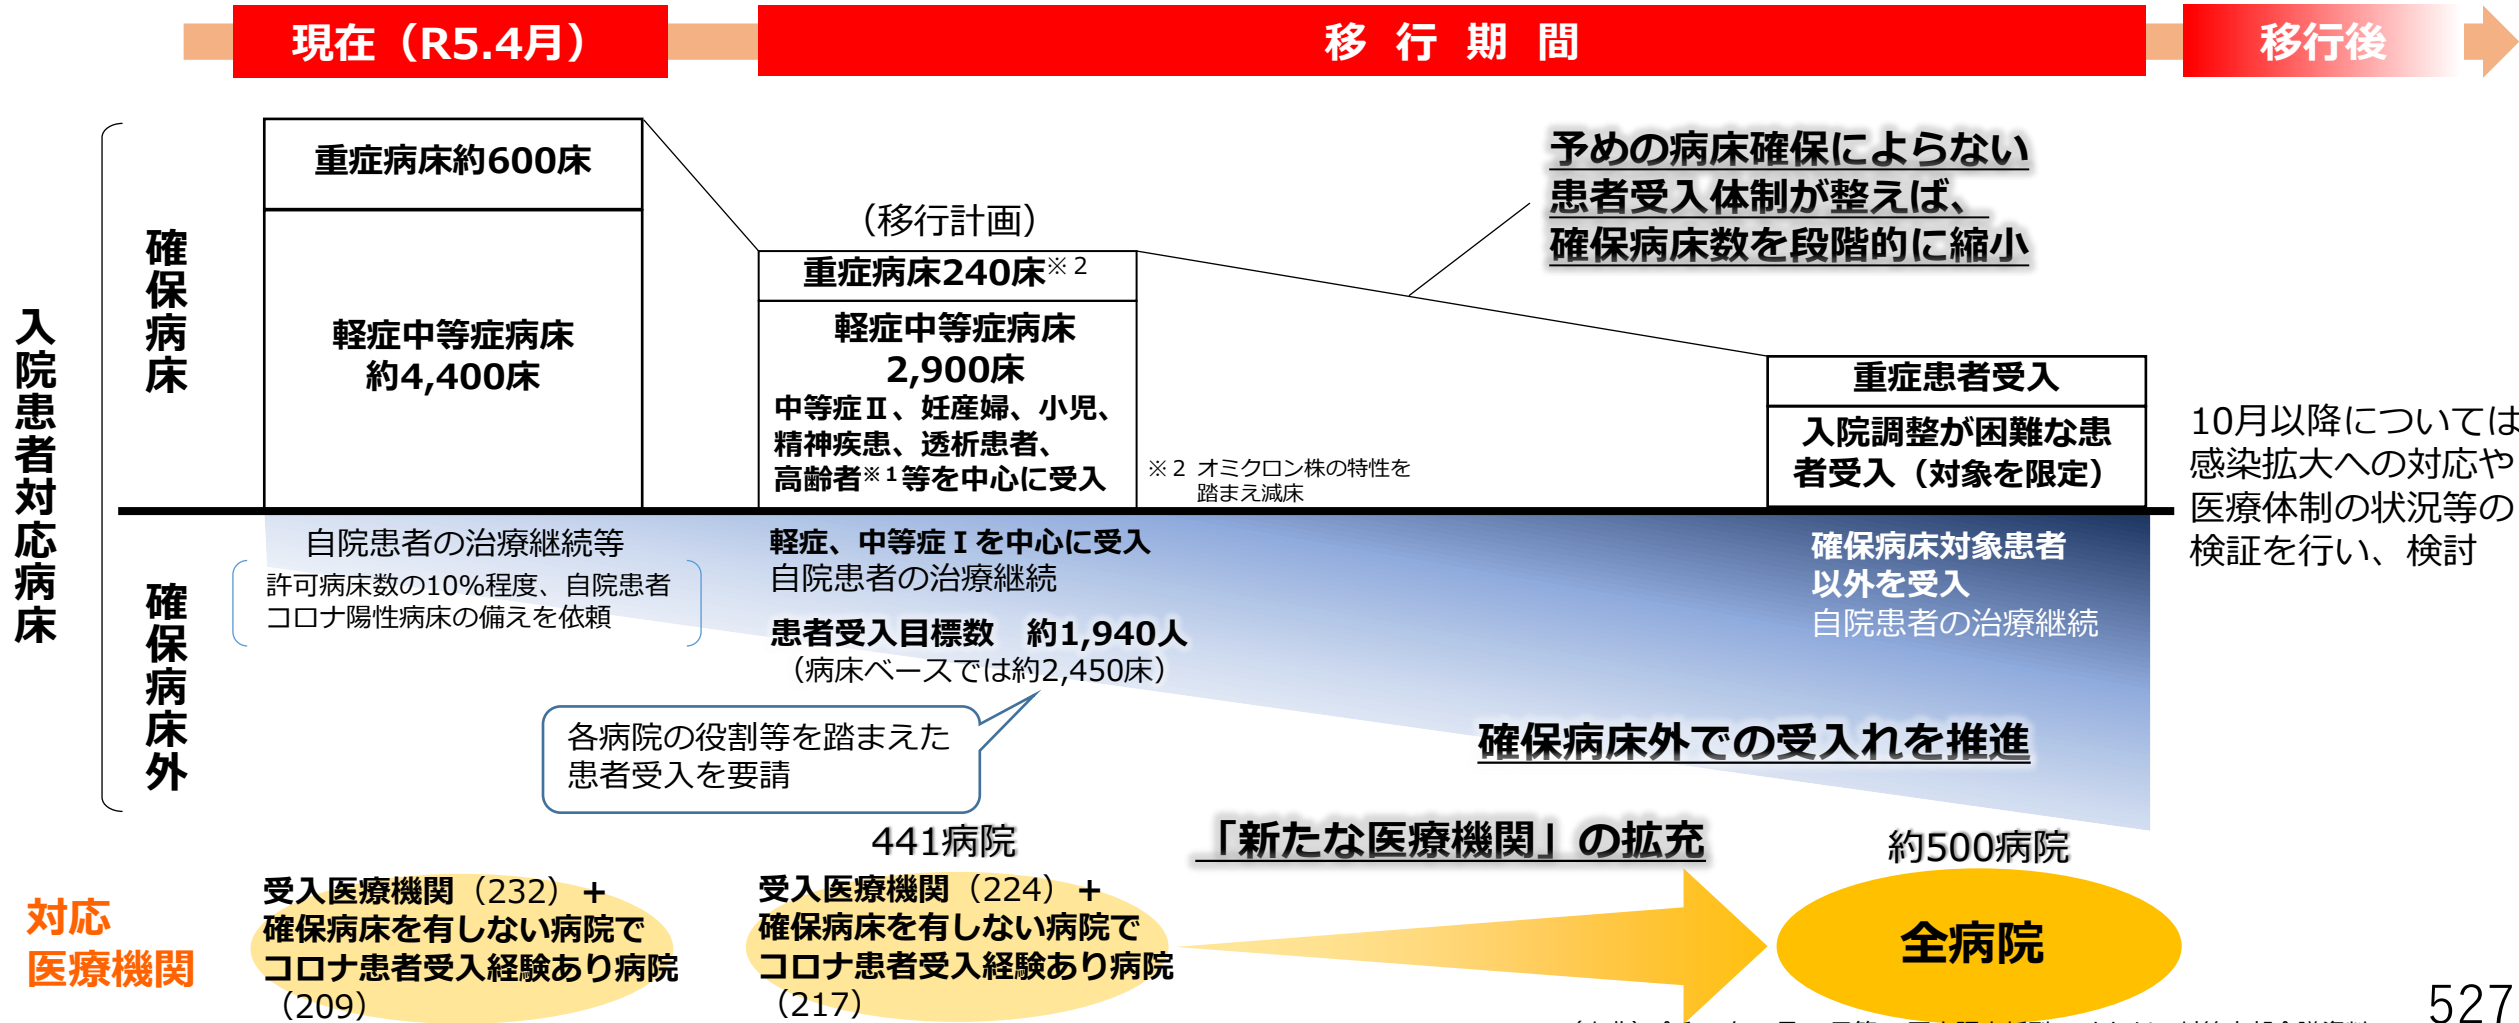 現在（R5.4月）
移 行 期 間
移行後
入院患者対応病床
確保病床
重症病床約600床
軽症中等症病床
約4,400床
（移行計画）
重症病床240床※２
軽症中等症病床
2,900床
中等症Ⅱ、妊産婦、小児、
精神疾患、透析患者、
高齢者※１等を中心に受入
※２ オミクロン株の特性を
踏まえ減床
予めの病床確保によらない
患者受入体制が整えば、
確保病床数を段階的に縮小
重症患者受入
入院調整が困難な患
者受入（対象を限定）
10月以降については
感染拡大への対応や
医療体制の状況等の
検証を行い、検討
確保病床外
自院患者の治療継続等
許可病床数の10%程度、自院患者
コロナ陽性病床の備えを依頼
軽症、中等症Ⅰを中心に受入
自院患者の治療継続
患者受入目標数　約1,940人
（病床ベースでは約2,450床）
各病院の役割等を踏まえた
患者受入を要請
確保病床対象患者
以外を受入
自院患者の治療継続
確保病床外での受入れを推進
対応
医療機関
受入医療機関（232）＋
確保病床を有しない病院で
コロナ患者受入経験あり病院
（209）
441病院
受入医療機関（224）＋
確保病床を有しない病院で
コロナ患者受入経験あり病院
（217）
「新たな医療機関」の拡充
約500病院
全病院
527